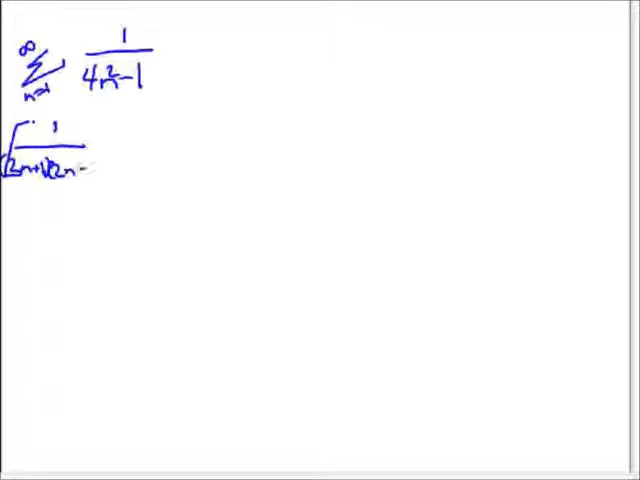 ∞ Σ n=1 1/(4n²-1)
1/((2n+1)(2n-